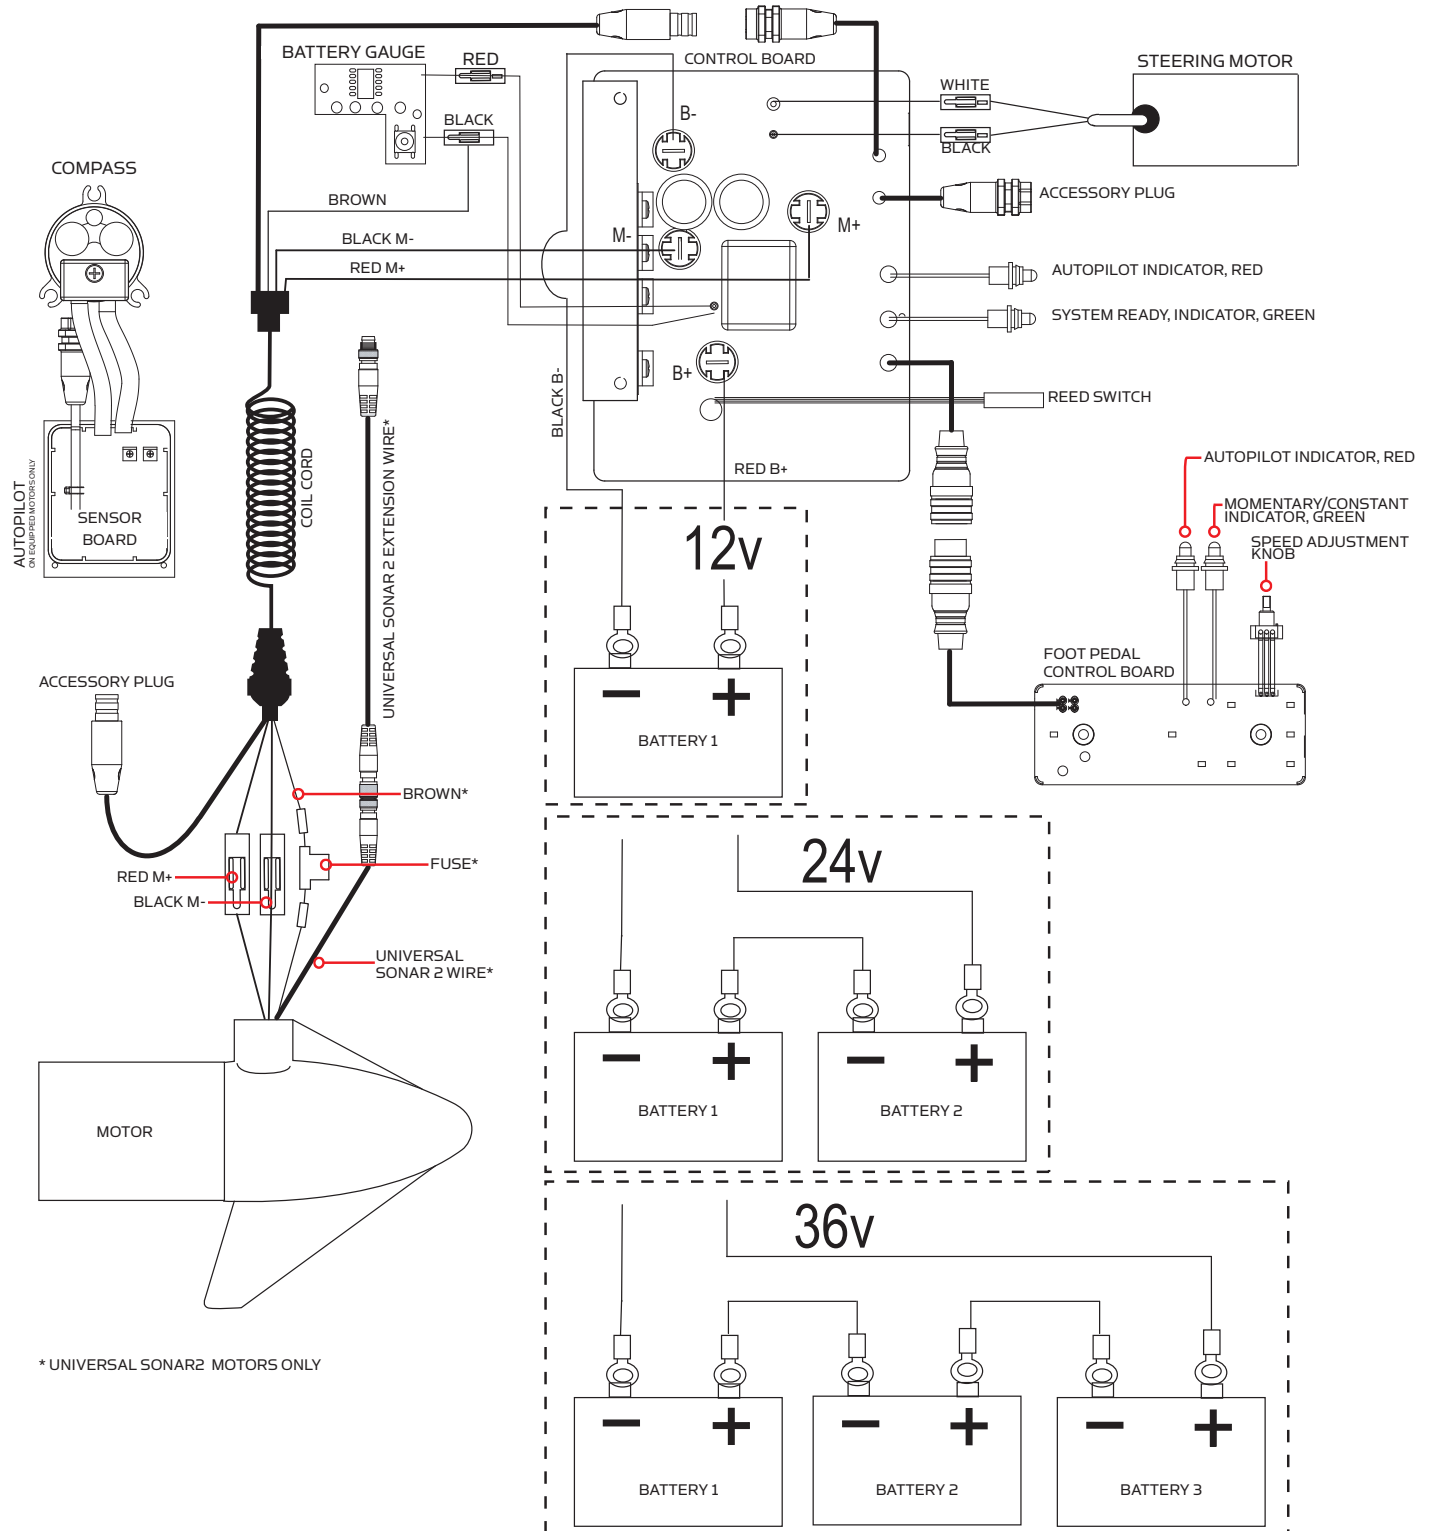 BATTERY GAUGE
RED
CONTROL BOARD
STEERING MOTOR
WHITE
B-
BLACK
BLACK
COMPASS
ACCESSORY PLUG
BROWN
M+
M-
BLACK M-
RED M+
AUTOPILOT INDICATOR, RED
SYSTEM READY, INDICATOR, GREEN
B+
BLACK B-
REED SWITCH
RED B+
COIL CORD
UNIVERSAL SONAR 2 EXTENSION WIRE*
AUTOPILOT
ON EQUIPPED MOTORS ONLY
SENSOR
BOARD
AUTOPILOT INDICATOR, RED
MOMENTARY/CONSTANT
INDICATOR, GREEN
SPEED ADJUSTMENT
KNOB
12v
FOOT PEDAL
CONTROL BOARD
ACCESSORY PLUG
BATTERY 1
BROWN*
FUSE*
RED M+
BLACK M-
UNIVERSAL
SONAR 2 WIRE*
24v
BATTERY 1
BATTERY 2
MOTOR
36v
BATTERY 1
BATTERY 2
BATTERY 3
* UNIVERSAL SONAR2 MOTORS ONLY